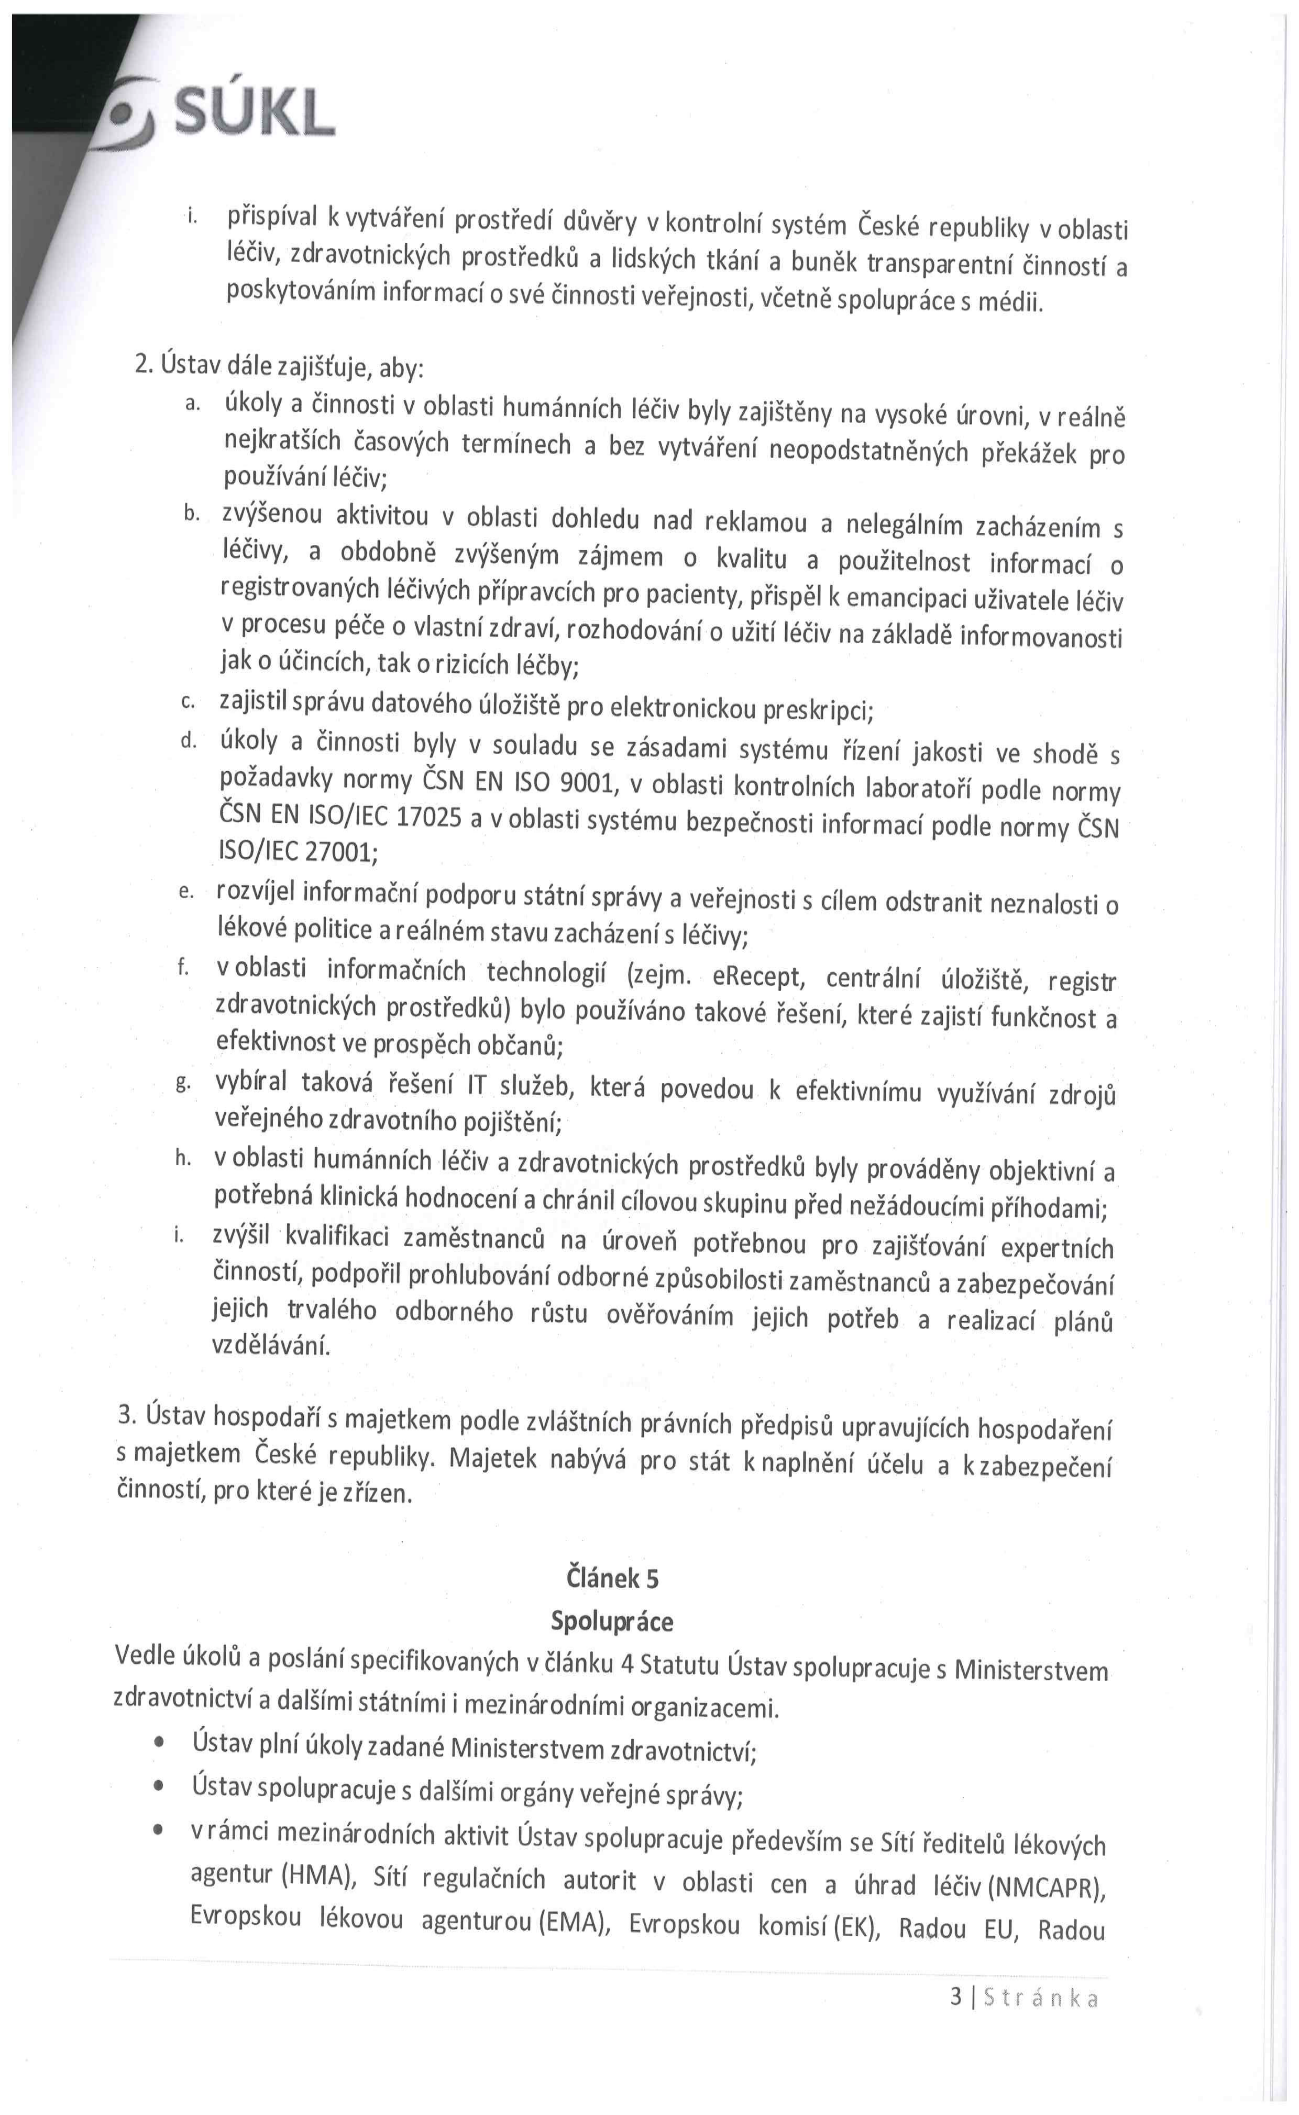 SÚKL
i. přispíval k vytváření prostředí důvěry v kontrolní systém České republiky v oblasti
léčiv, zdravotnických prostředků a lidských tkání a buněk transparentní činností a
poskytováním informací o své činnosti veřejnosti, včetně spolupráce s médii.
2. Ústav dále zajišťuje, aby:
a. úkoly a činnosti v oblasti humánních léčiv byly zajištěny na vysoké úrovni, v reálně
nejkratších časových termínech a bez vytváření neopodstatněných překážek pro
používání léčiv;
b. zvýšenou aktivitou v oblasti dohledu nad reklamou a nelegálním zacházením s
léčivy, a obdobně zvýšeným zájmem o kvalitu a použitelnost informací o
registrovaných léčivých přípravcích pro pacienty, přispěl k emancipaci uživatele léčiv
v procesu péče o vlastní zdraví, rozhodování o užití léčiv na základě informovanosti
jak o účincích, tak o rizicích léčby;
c. zajistil správu datového úložiště pro elektronickou preskripci;
d. úkoly a činnosti byly v souladu se zásadami systému řízení jakosti ve shodě s
požadavky normy ČSN EN ISO 9001, v oblasti kontrolních laboratoří podle normy
ČSN EN ISO/IEC 17025 a v oblasti systému bezpečnosti informací podle normy ČSN
ISO/IEC 27001;
e. rozvíjel informační podporu státní správy a veřejnosti s cílem odstranit neznalosti o
lékové politice a reálném stavu zacházení s léčivy;
f. v oblasti informačních technologií (zejm. eRecept, centrální úložiště, registr
zdravotnických prostředků) bylo používáno takové řešení, které zajistí funkčnost a
efektivnost ve prospěch občanů;
g. vybíral taková řešení IT služeb, která povedou k efektivnímu využívání zdrojů
veřejného zdravotního pojištění;
h. v oblasti humánních léčiv a zdravotnických prostředků byly prováděny objektivní a
potřebná klinická hodnocení a chránil cílovou skupinu před nežádoucími příhodami;
i. zvýšil kvalifikaci zaměstnanců na úroveň potřebnou pro zajišťování expertních
činností, podpořil prohlubování odborné způsobilosti zaměstnanců a zabezpečování
jejich trvalého odborného růstu ověřováním jejich potřeb a realizací plánů
vzdělávání.
3. Ústav hospodaří s majetkem podle zvláštních právních předpisů upravujících hospodaření
s majetkem České republiky. Majetek nabývá pro stát k naplnění účelu a k zabezpečení
činností, pro které je zřízen.
Článek 5
Spolupráce
Vedle úkolů a poslání specifikovaných v článku 4 Statutu Ústav spolupracuje s Ministerstvem
zdravotnictví a dalšími státními i mezinárodními organizacemi.
• Ústav plní úkoly zadané Ministerstvem zdravotnictví;
• Ústav spolupracuje s dalšími orgány veřejné správy;
• v rámci mezinárodních aktivit Ústav spolupracuje především se Sítí ředitelů lékových
agentur (HMA), Sítí regulačních autorit v oblasti cen a úhrad léčiv (NMCAPR),
Evropskou lékovou agenturou (EMA), Evropskou komisí (EK), Radou EU, Radou
3 | Stránka